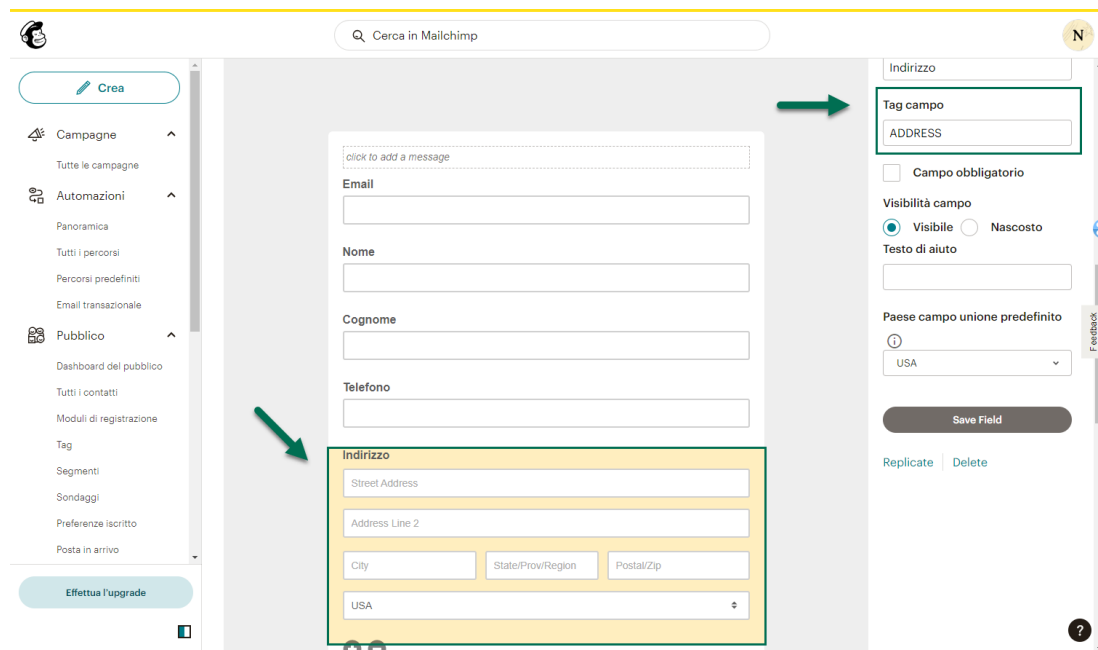 Cerca in Mailchimp
N
Crea
Campagne
Tutte le campagne
Automazioni
Panoramica
Tutti i percorsi
Percorsi predefiniti
Email transazionale
Pubblico
Dashboard del pubblico
Tutti i contatti
Moduli di registrazione
Tag
Segmenti
Sondaggi
Preferenze iscritto
Posta in arrivo
Effettua l'upgrade
click to add a message
Email
Nome
Cognome
Telefono
Indirizzo
Street Address
Address Line 2
City State/Prov/Region Postal/Zip
USA
Indirizzo
Tag campo
ADDRESS
Campo obbligatorio
Visibilità campo
Visibile Nascosto
Testo di aiuto
Paese campo unione predefinito
USA
Save Field
Replicate Delete
Feedback
?